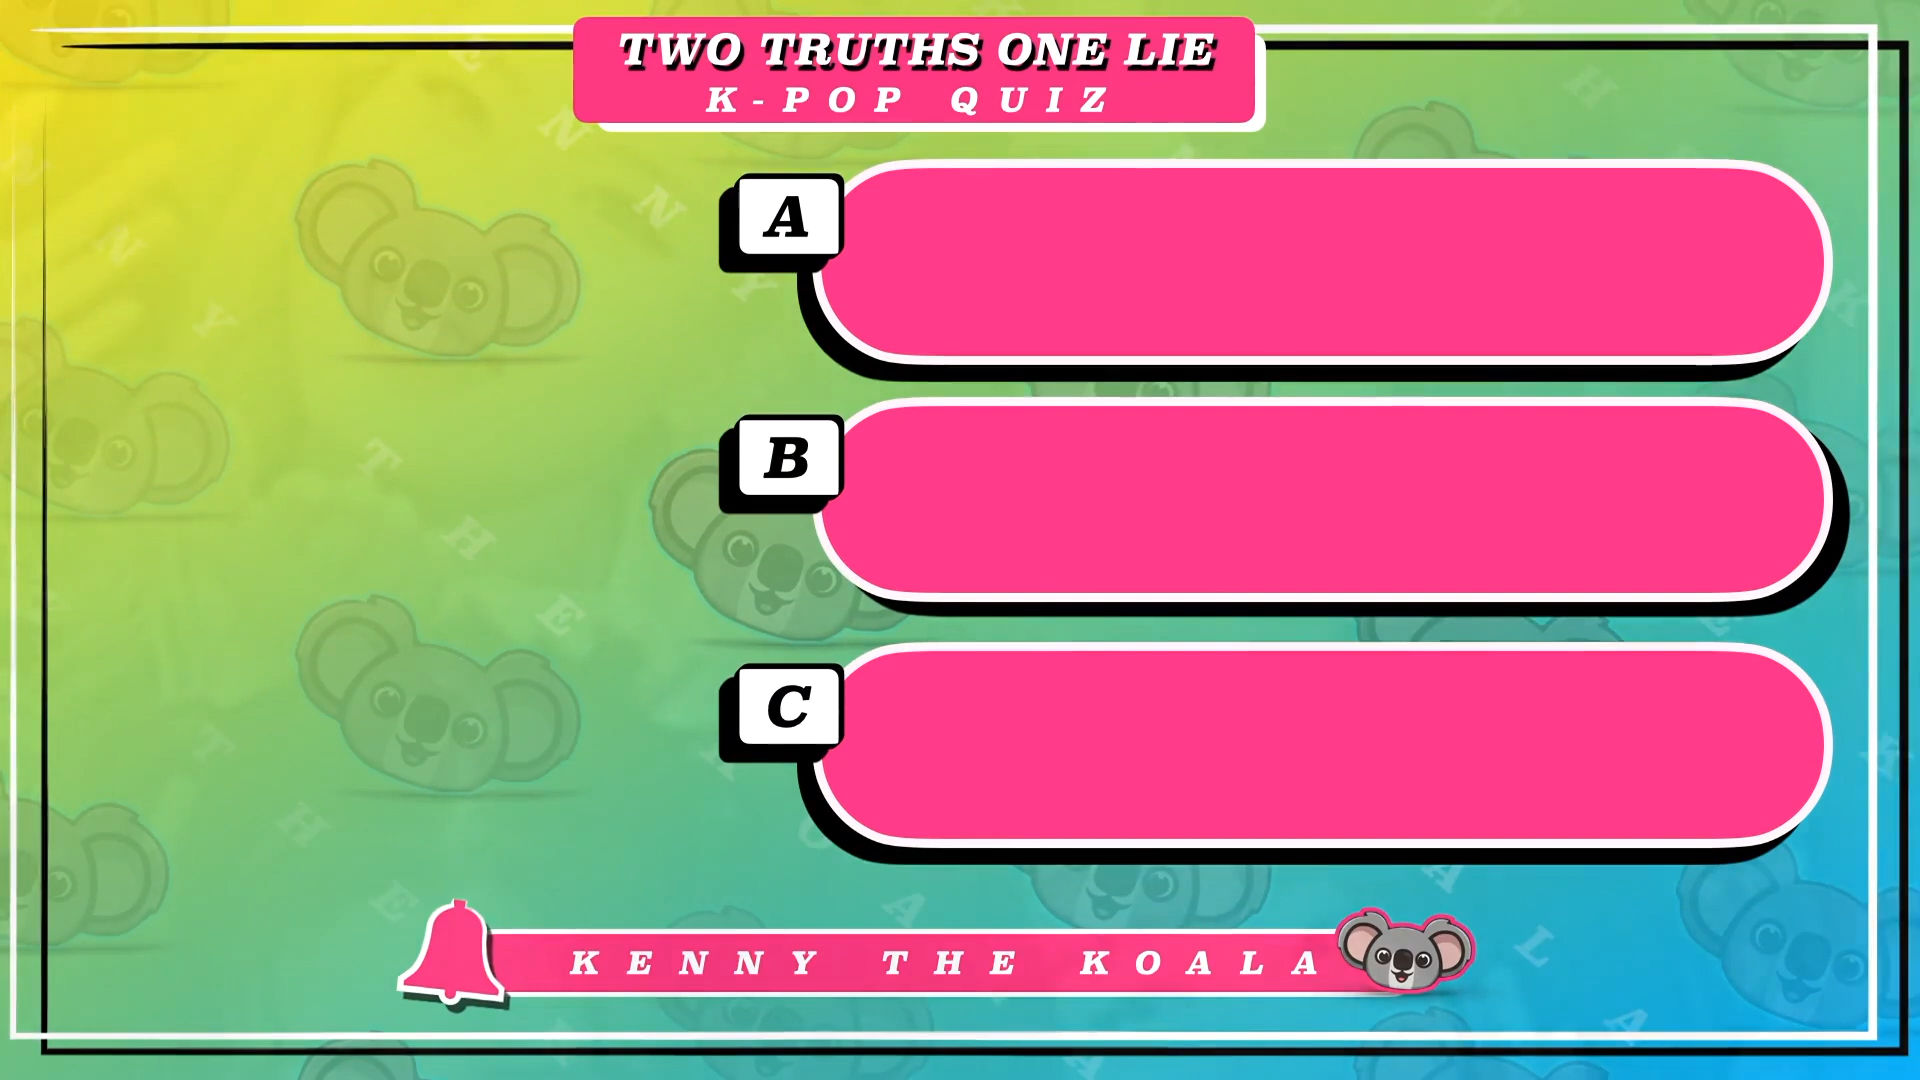 TWO TRUTHS ONE LIE
K-POP QUIZ
A
B
C
KENNY THE KOALA